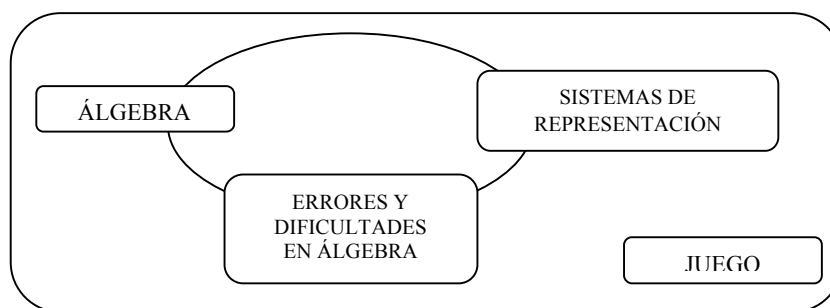 ÁLGEBRA
SISTEMAS DE
REPRESENTACIÓN
ERRORES Y
DIFICULTADES
EN ÁLGEBRA
JUEGO